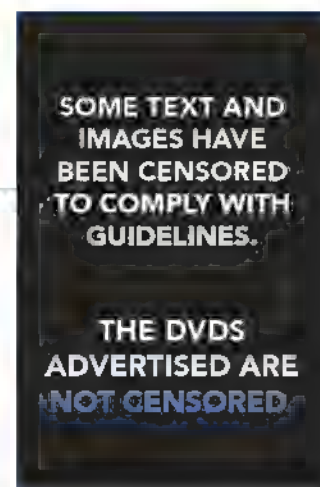 SOME TEXT AND
IMAGES HAVE
BEEN CENSORED
TO COMPLY WITH
GUIDELINES.
THE DVDS
ADVERTISED ARE
NOT CENSORED.